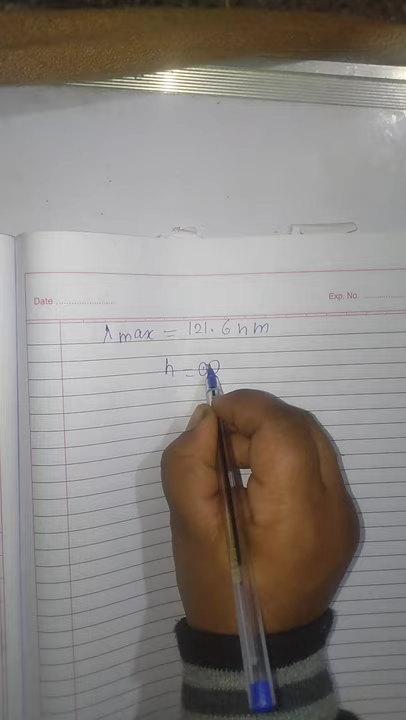 Date ....................
Exp. No. ............
λmax = 121.6 nm
n = ∞